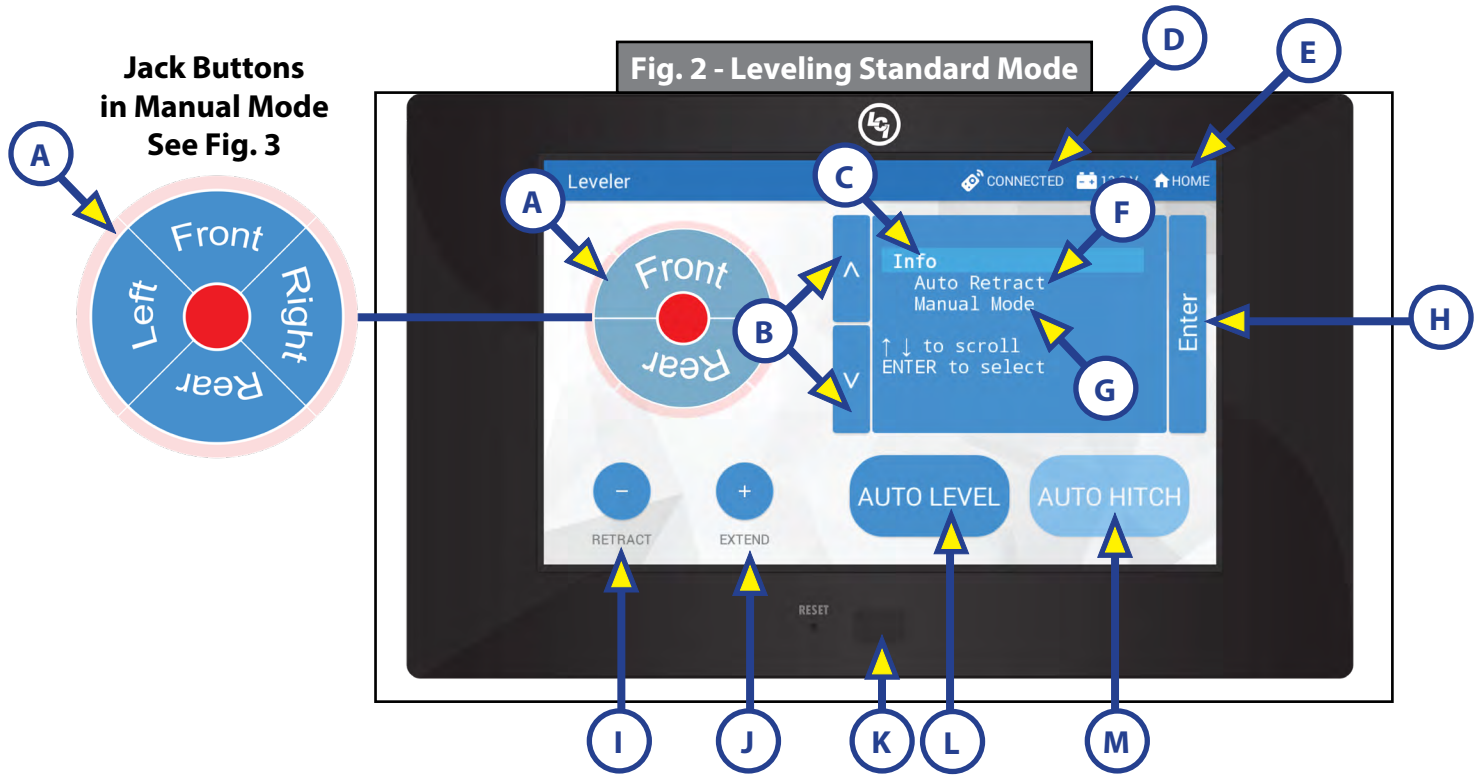 Jack Buttons
in Manual Mode
See Fig. 3
A
Front
Left
Right
Rear
Fig. 2 - Leveling Standard Mode
D
E
LCI
C
Leveler
CONNECTED
HOME
A
F
Front
Rear
B
^
v
Info
Auto Retract
Manual Mode
↑ ↓ to scroll
ENTER to select
Enter
H
G
−
+
RETRACT
EXTEND
AUTO LEVEL
AUTO HITCH
RESET
I
J
K
L
M